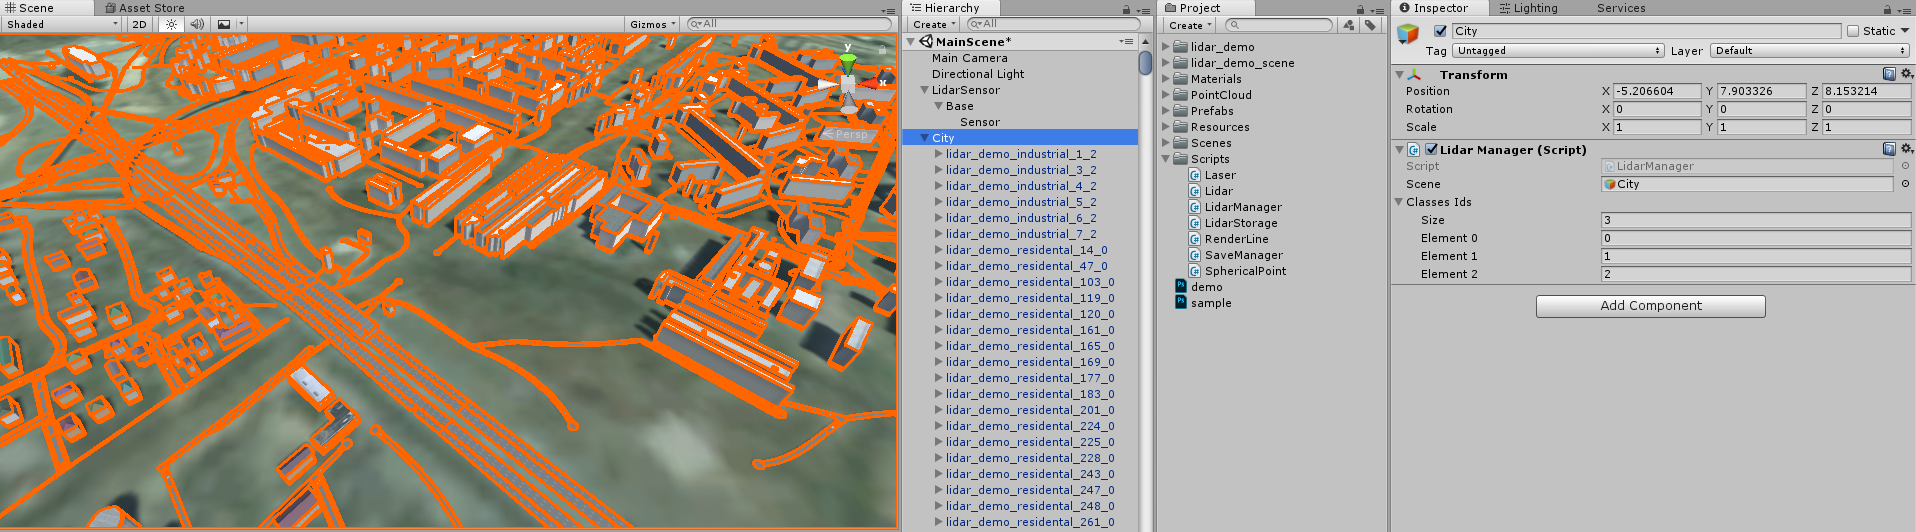 Scene
Asset Store
Shaded
2D
Gizmos
All
y
x
Persp
Hierarchy
Create
All
MainScene*
Main Camera
Directional Light
LidarSensor
Base
Sensor
City
lidar_demo_industrial_1_2
lidar_demo_industrial_3_2
lidar_demo_industrial_4_2
lidar_demo_industrial_5_2
lidar_demo_industrial_6_2
lidar_demo_industrial_7_2
lidar_demo_residental_14_0
lidar_demo_residental_47_0
lidar_demo_residental_103_0
lidar_demo_residental_119_0
lidar_demo_residental_120_0
lidar_demo_residental_161_0
lidar_demo_residental_165_0
lidar_demo_residental_169_0
lidar_demo_residental_177_0
lidar_demo_residental_183_0
lidar_demo_residental_201_0
lidar_demo_residental_224_0
lidar_demo_residental_225_0
lidar_demo_residental_228_0
lidar_demo_residental_243_0
lidar_demo_residental_247_0
lidar_demo_residental_248_0
lidar_demo_residental_261_0
Project
Create
lidar_demo
lidar_demo_scene
Materials
PointCloud
Prefabs
Resources
Scenes
Scripts
Laser
Lidar
LidarManager
LidarStorage
RenderLine
SaveManager
SphericalPoint
demo
sample
Inspector
Lighting
Services
City
Static
Tag Untagged Layer Default
Transform
Position X -5.206604 Y 7.903326 Z 8.153214
Rotation X 0 Y 0 Z 0
Scale X 1 Y 1 Z 1
Lidar Manager (Script)
Script LidarManager
Scene City
Classes Ids
Size 3
Element 0 0
Element 1 1
Element 2 2
Add Component